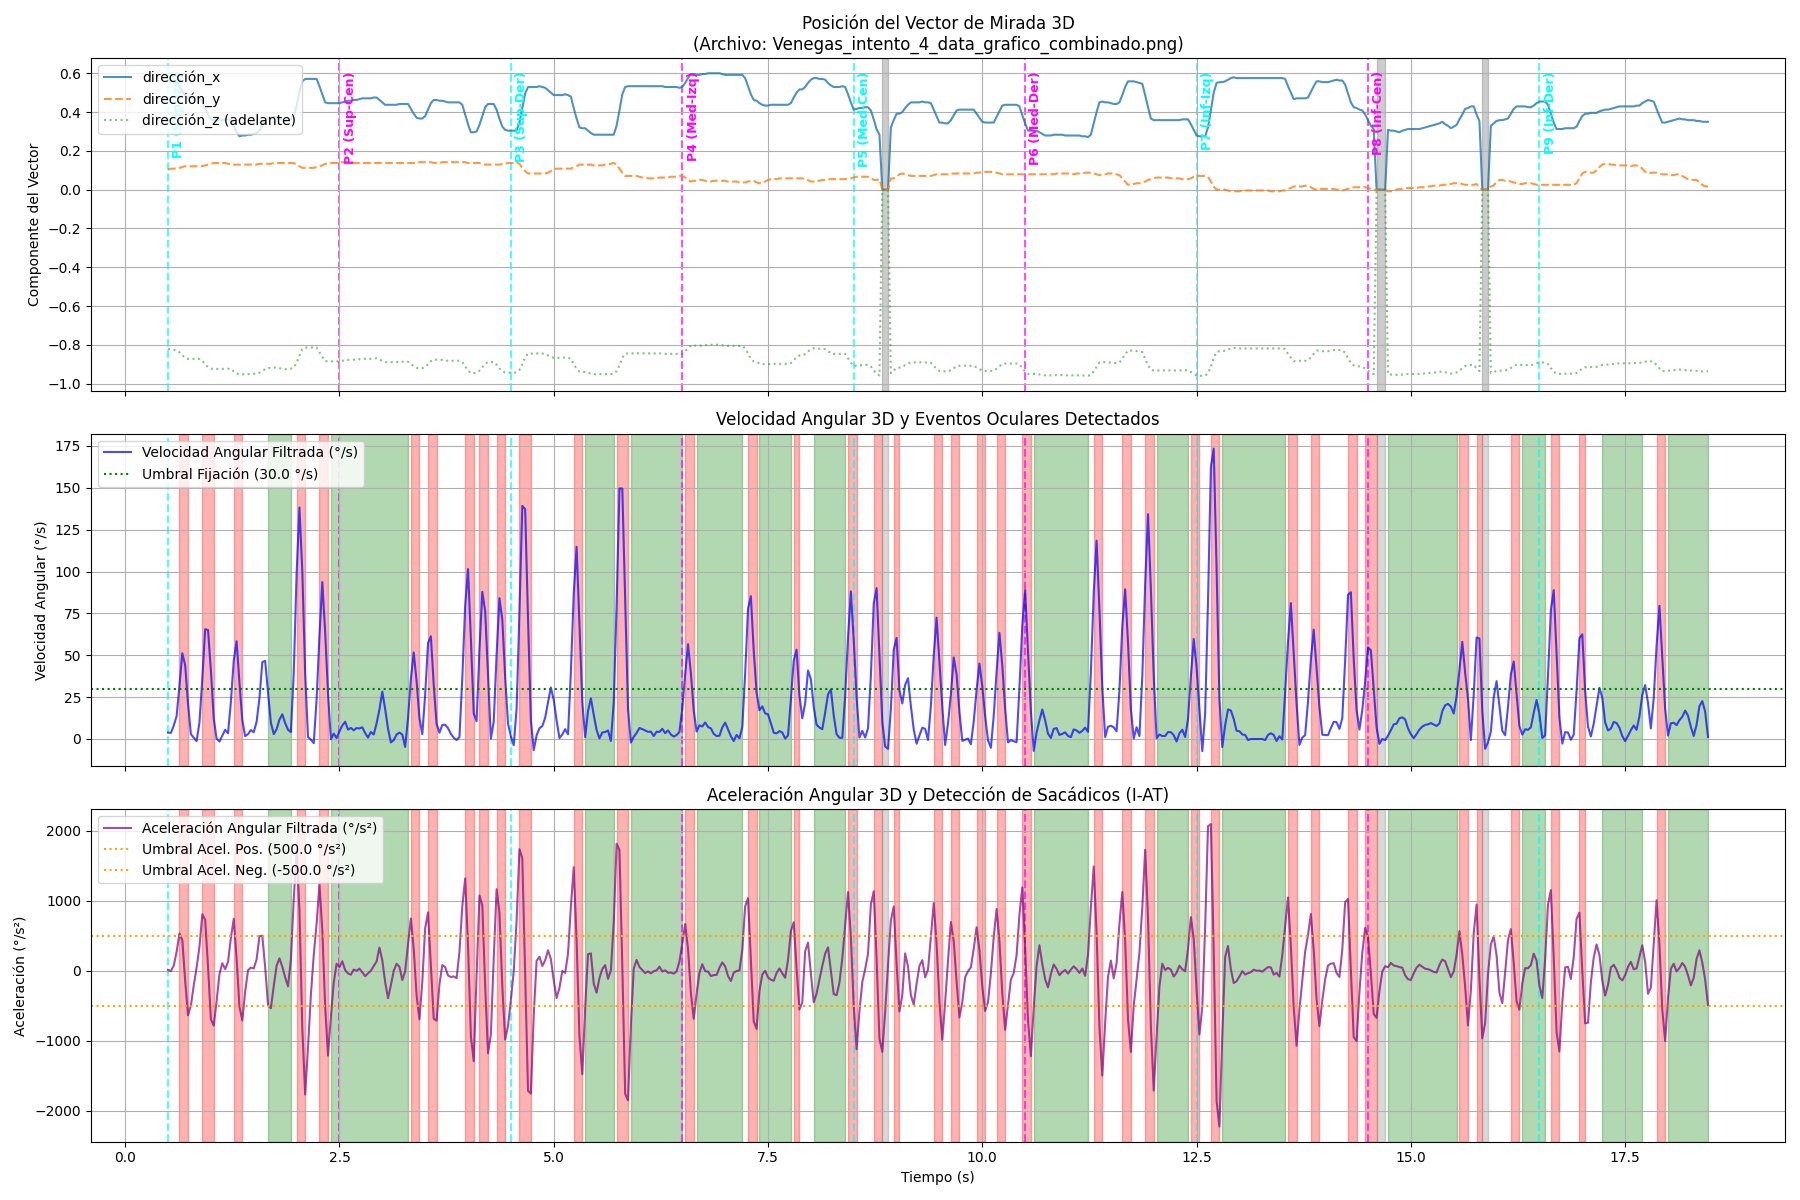 Posición del Vector de Mirada 3D
(Archivo: Venegas_intento_4_data_grafico_combinado.png)
dirección_x
dirección_y
dirección_z (adelante)
P2 (Sup-Cen)
P3 (Sup-Der)
P4 (Med-Izq)
P5 (Med-Cen)
P6 (Med-Der)
P7 (Inf-Izq)
P8 (Inf-Cen)
P9 (Inf-Der)
Componente del Vector
0.6
0.4
0.2
0.0
−0.2
−0.4
−0.6
−0.8
−1.0
Velocidad Angular 3D y Eventos Oculares Detectados
Velocidad Angular Filtrada (°/s)
Umbral Fijación (30.0 °/s)
Velocidad Angular (°/s)
175
150
125
100
75
50
25
0
Aceleración Angular 3D y Detección de Sacádicos (I-AT)
Aceleración Angular Filtrada (°/s²)
Umbral Acel. Pos. (500.0 °/s²)
Umbral Acel. Neg. (-500.0 °/s²)
Aceleración (°/s²)
2000
1000
0
−1000
−2000
0.0
2.5
5.0
7.5
10.0
12.5
15.0
17.5
Tiempo (s)